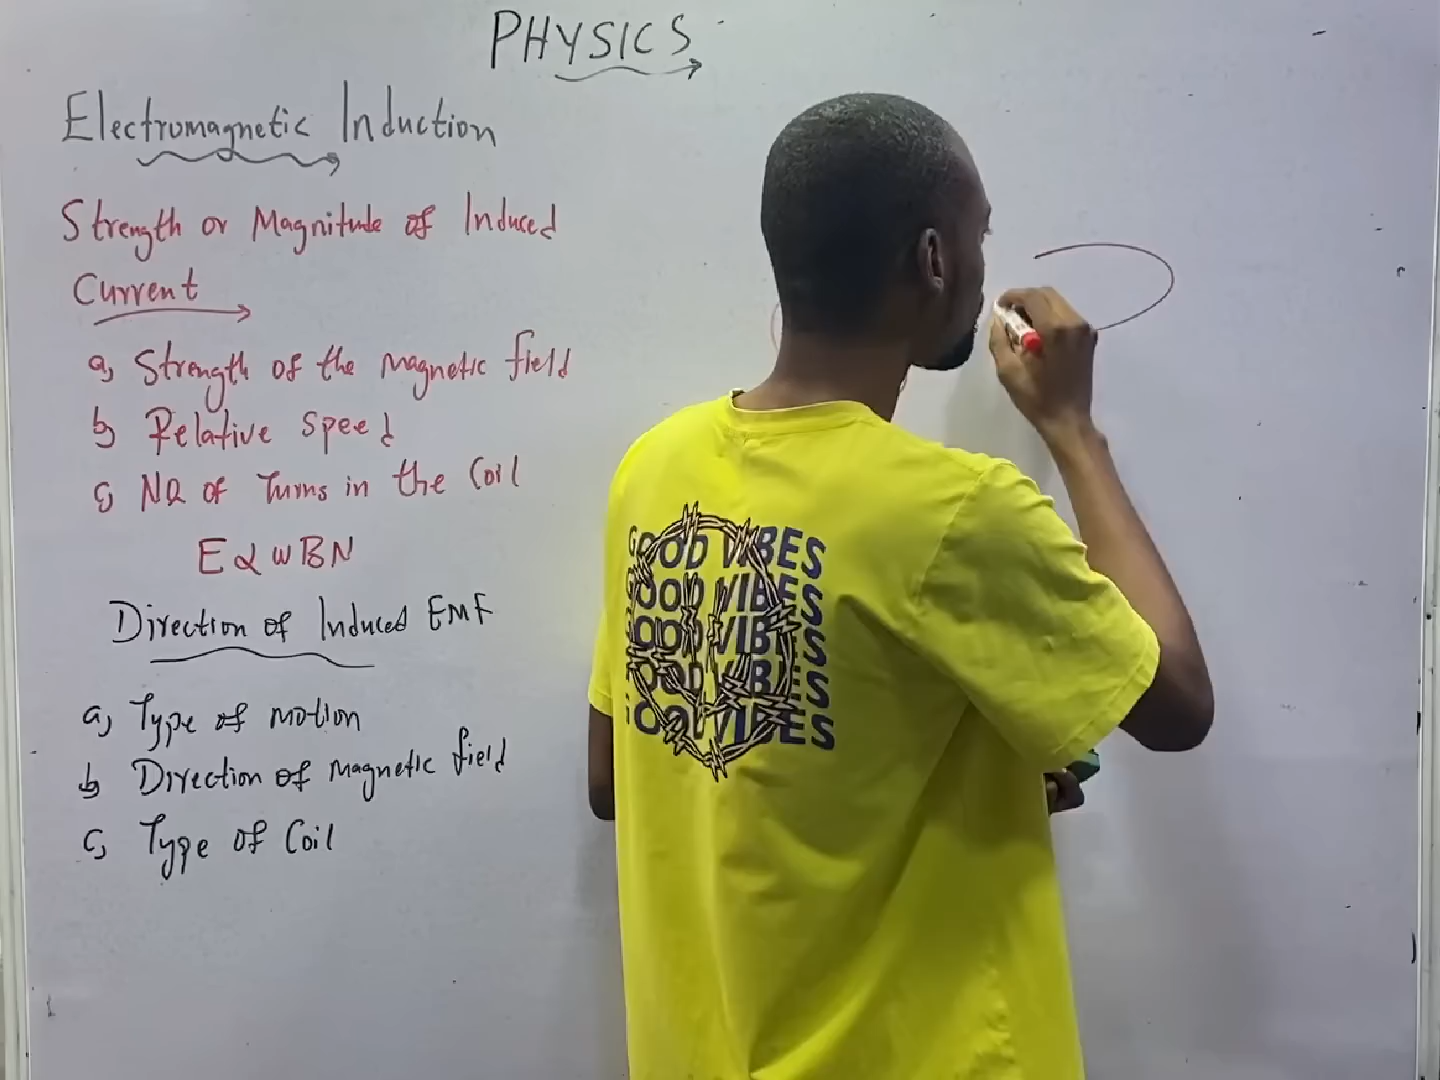 PHYSICS
Electromagnetic Induction
Strength or Magnitude of Induced
Current
a, Strength of the magnetic field
b, Relative Speed
c, No of Turns in the Coil
E α ω B N
Direction of Induced EMF
a, Type of motion
b, Direction of magnetic field
c, Type of Coil
GOOD VIBES
GOOD VIBES
GOOD VIBES
GOOD VIBES
GOOD VIBES